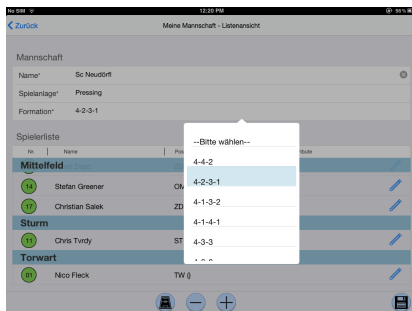 No SIM 12:20 PM 96%
Zurück Meine Mannschaft - Listenansicht
Mannschaft
Name* Sc Neudörfl
Spielanlage* Pressing
Formation* 4-2-3-1
Spielerliste
Nr. Name
--Bitte wählen--
4-4-2
4-2-3-1
4-1-3-2
4-1-4-1
4-3-3
Mittelfeld
14 Stefan Greener OM
17 Christian Salek ZD
Sturm
11 Chris Tvrdy ST
Torwart
01 Nico Fleck TW ()